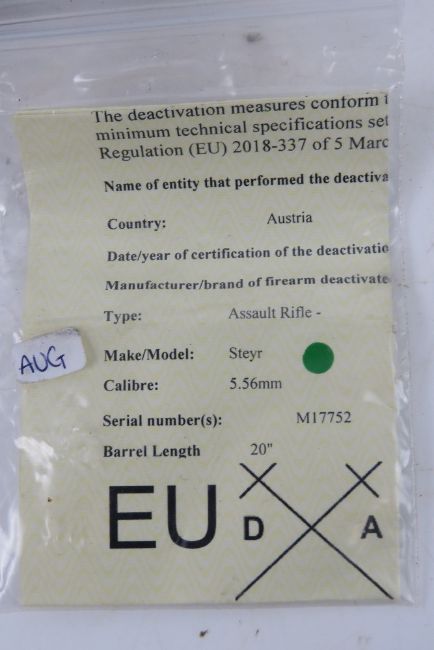 The deactivation measures conform
minimum technical specifications set
Regulation (EU) 2018-337 of 5 Marc
Name of entity that performed the deactiva
Country: Austria
Date/year of certification of the deactivatio
Manufacturer/brand of firearm deactivate
Type: Assault Rifle -
AUG
Make/Model: Steyr
Calibre: 5.56mm
Serial number(s): M17752
Barrel Length 20"
EU D A